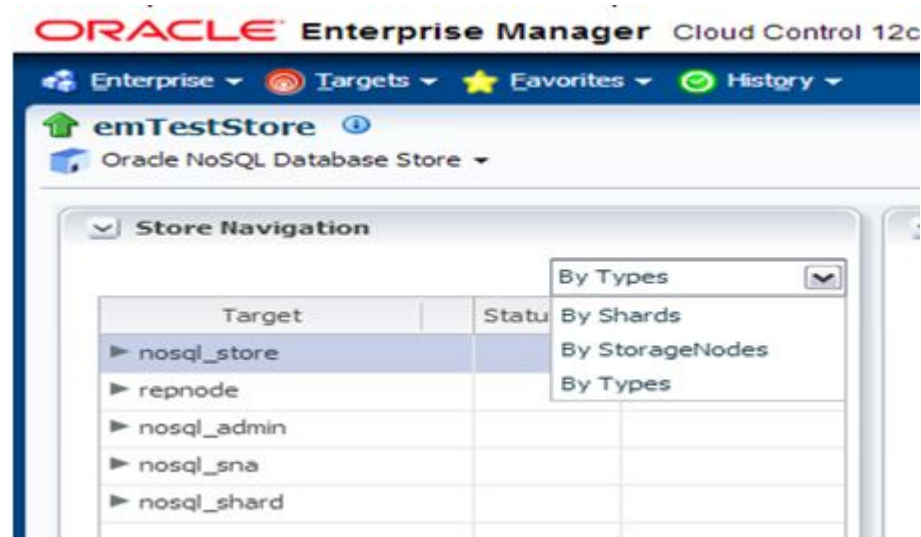 ORACLE Enterprise Manager Cloud Control 12c
Enterprise Targets Favorites History
emTestStore
Oracle NoSQL Database Store
Store Navigation
By Types
Target Statu By Shards
nosql_store By StorageNodes
repnode By Types
nosql_admin
nosql_sna
nosql_shard